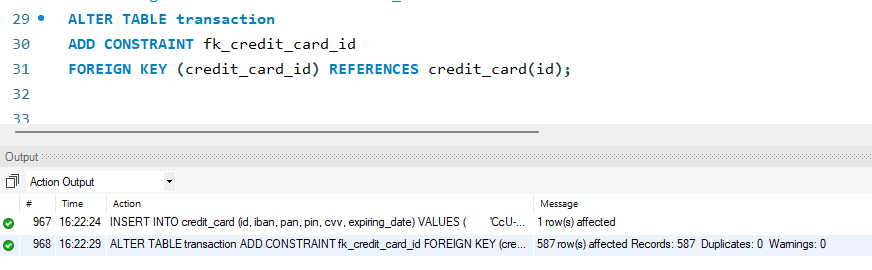 29 ALTER TABLE transaction
30 ADD CONSTRAINT fk_credit_card_id
31 FOREIGN KEY (credit_card_id) REFERENCES credit_card(id);
32
33
Output
Action Output
# Time Action Message
967 16:22:24 INSERT INTO credit_card (id, iban, pan, pin, cvv, expiring_date) VALUES ( 'CcU-... 1 row(s) affected
968 16:22:29 ALTER TABLE transaction ADD CONSTRAINT fk_credit_card_id FOREIGN KEY (cre... 587 row(s) affected Records: 587 Duplicates: 0 Warnings: 0